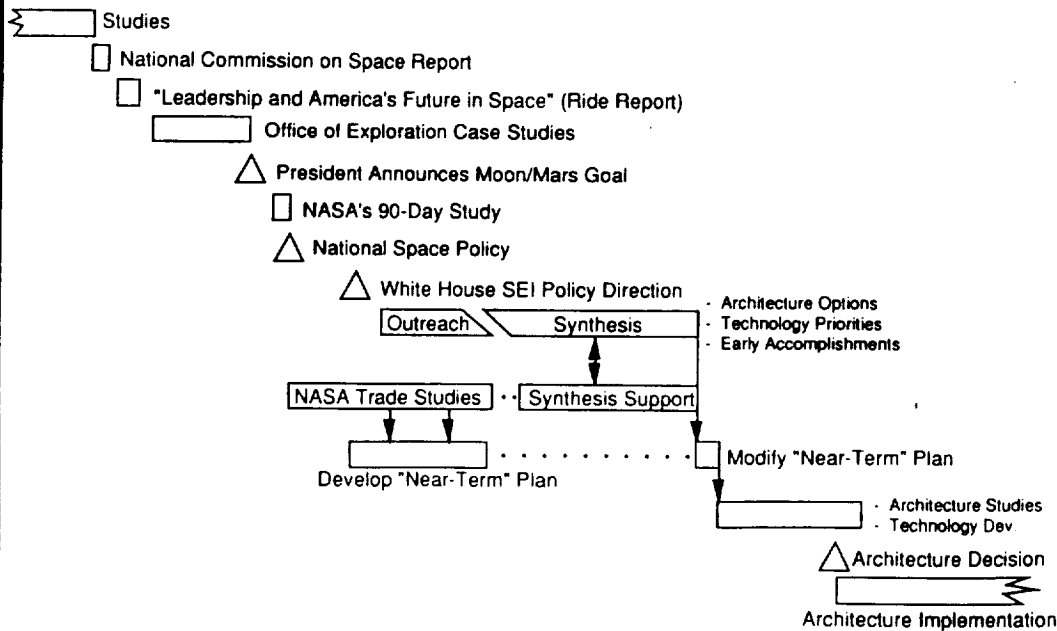 Studies
National Commission on Space Report
"Leadership and America's Future in Space" (Ride Report)
Office of Exploration Case Studies
President Announces Moon/Mars Goal
NASA's 90-Day Study
National Space Policy
White House SEI Policy Direction
Outreach
Synthesis
- Architecture Options
- Technology Priorities
- Early Accomplishments
NASA Trade Studies
Synthesis Support
Develop "Near-Term" Plan
Modify "Near-Term" Plan
- Architecture Studies
- Technology Dev.
Architecture Decision
Architecture Implementation